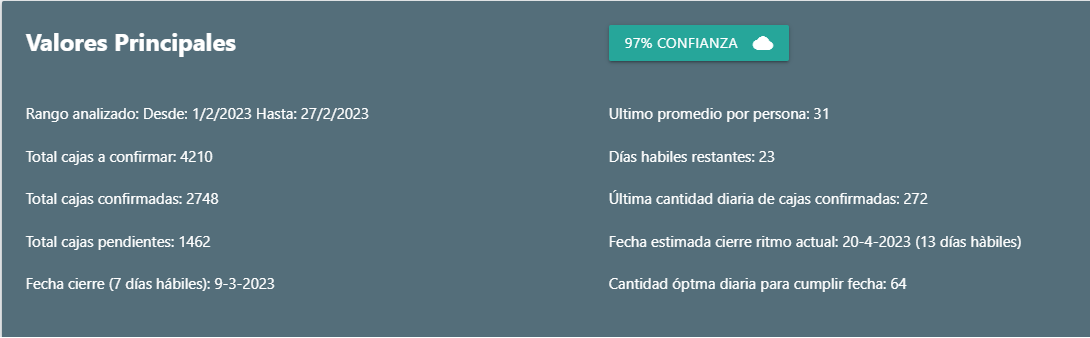 Valores Principales
97% CONFIANZA
Rango analizado: Desde: 1/2/2023 Hasta: 27/2/2023
Ultimo promedio por persona: 31
Total cajas a confirmar: 4210
Días habiles restantes: 23
Total cajas confirmadas: 2748
Última cantidad diaria de cajas confirmadas: 272
Total cajas pendientes: 1462
Fecha estimada cierre ritmo actual: 20-4-2023 (13 días hàbiles)
Fecha cierre (7 días hábiles): 9-3-2023
Cantidad óptma diaria para cumplir fecha: 64